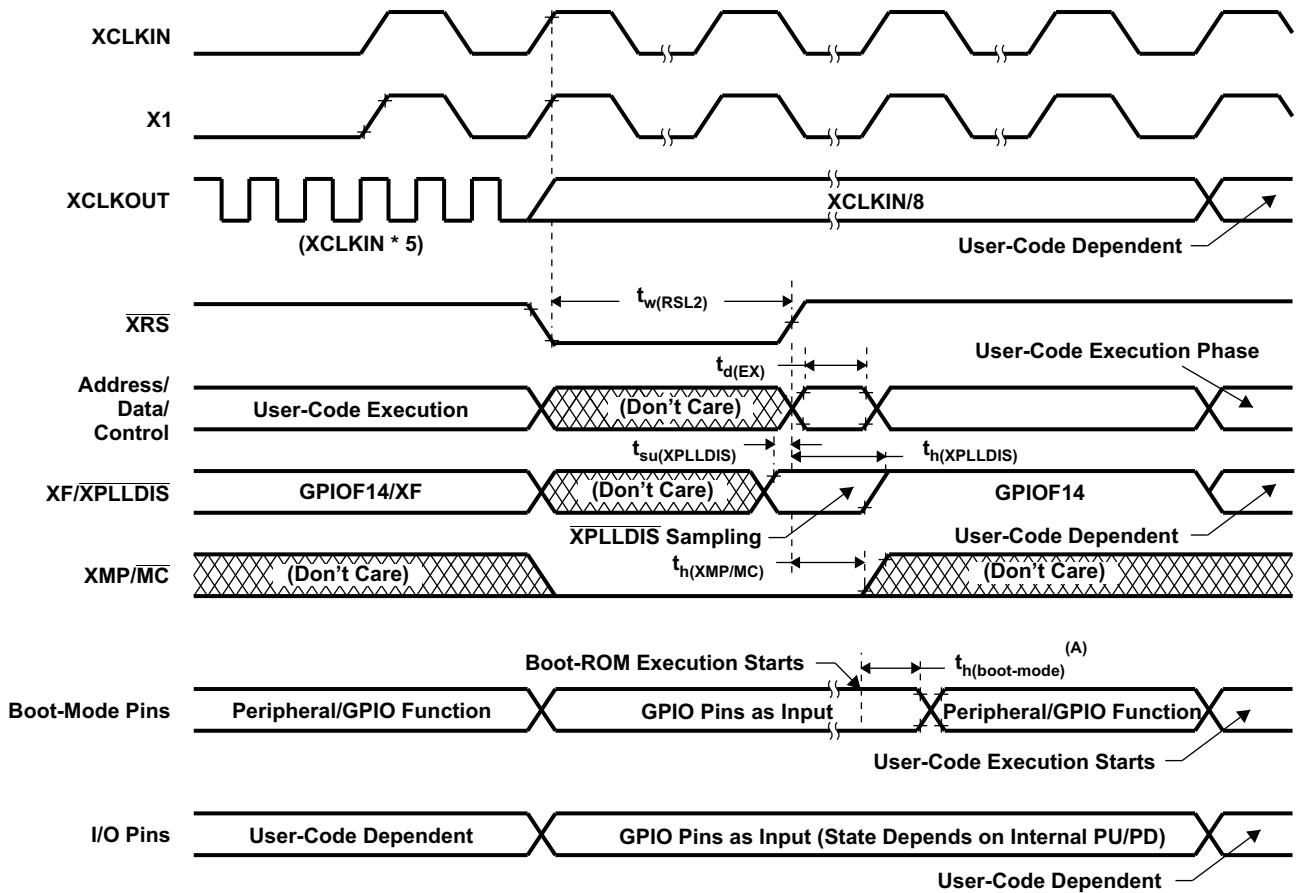 XCLKIN
X1
XCLKOUT
XCLKIN/8
(XCLKIN * 5)
User-Code Dependent
tw(RSL2)
XRS
User-Code Execution Phase
td(EX)
Address/
Data/
Control
User-Code Execution
(Don't Care)
tsu(XPLLDIS)
th(XPLLDIS)
XF/XPLLDIS
GPIOF14/XF
(Don't Care)
GPIOF14
XPLLDIS Sampling
User-Code Dependent
XMP/MC
(Don't Care)
th(XMP/MC)
(Don't Care)
Boot-ROM Execution Starts
th(boot-mode)(A)
Boot-Mode Pins
Peripheral/GPIO Function
GPIO Pins as Input
Peripheral/GPIO Function
User-Code Execution Starts
I/O Pins
User-Code Dependent
GPIO Pins as Input (State Depends on Internal PU/PD)
User-Code Dependent